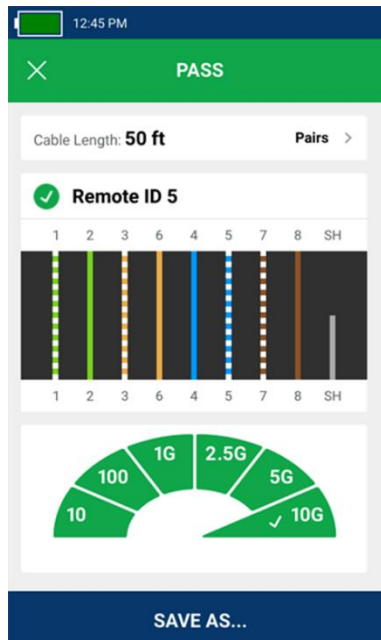 12:45 PM
PASS
Cable Length: 50 ft Pairs >
Remote ID 5
1 2 3 6 4 5 7 8 SH
1 2 3 6 4 5 7 8 SH
10 100 1G 2.5G 5G 10G
SAVE AS...